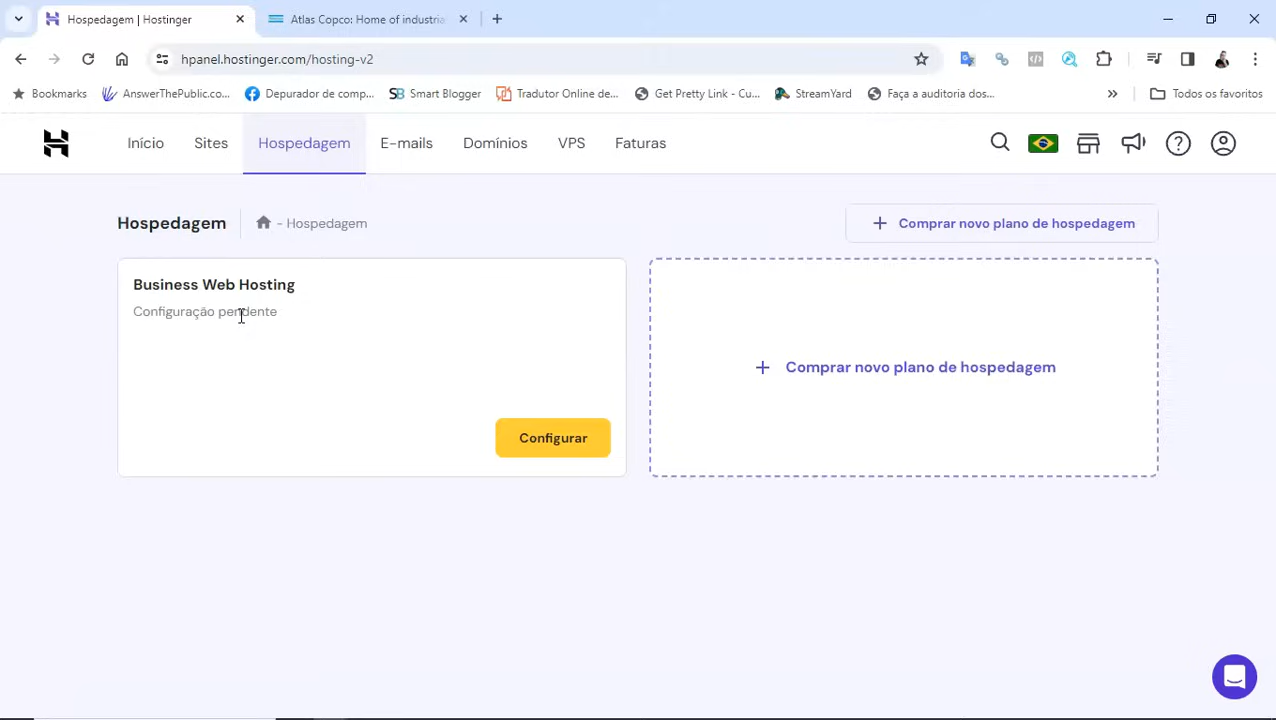 Hospedagem | Hostinger
Atlas Copco: Home of industria
hpanel.hostinger.com/hosting-v2
Bookmarks
AnswerThePublic.co...
Depurador de comp...
Smart Blogger
Tradutor Online de...
Get Pretty Link - Cu...
StreamYard
Faça a auditoria dos...
Todos os favoritos
Início
Sites
Hospedagem
E-mails
Domínios
VPS
Faturas
Hospedagem
- Hospedagem
+ Comprar novo plano de hospedagem
Business Web Hosting
Configuração pendente
Configurar
+ Comprar novo plano de hospedagem